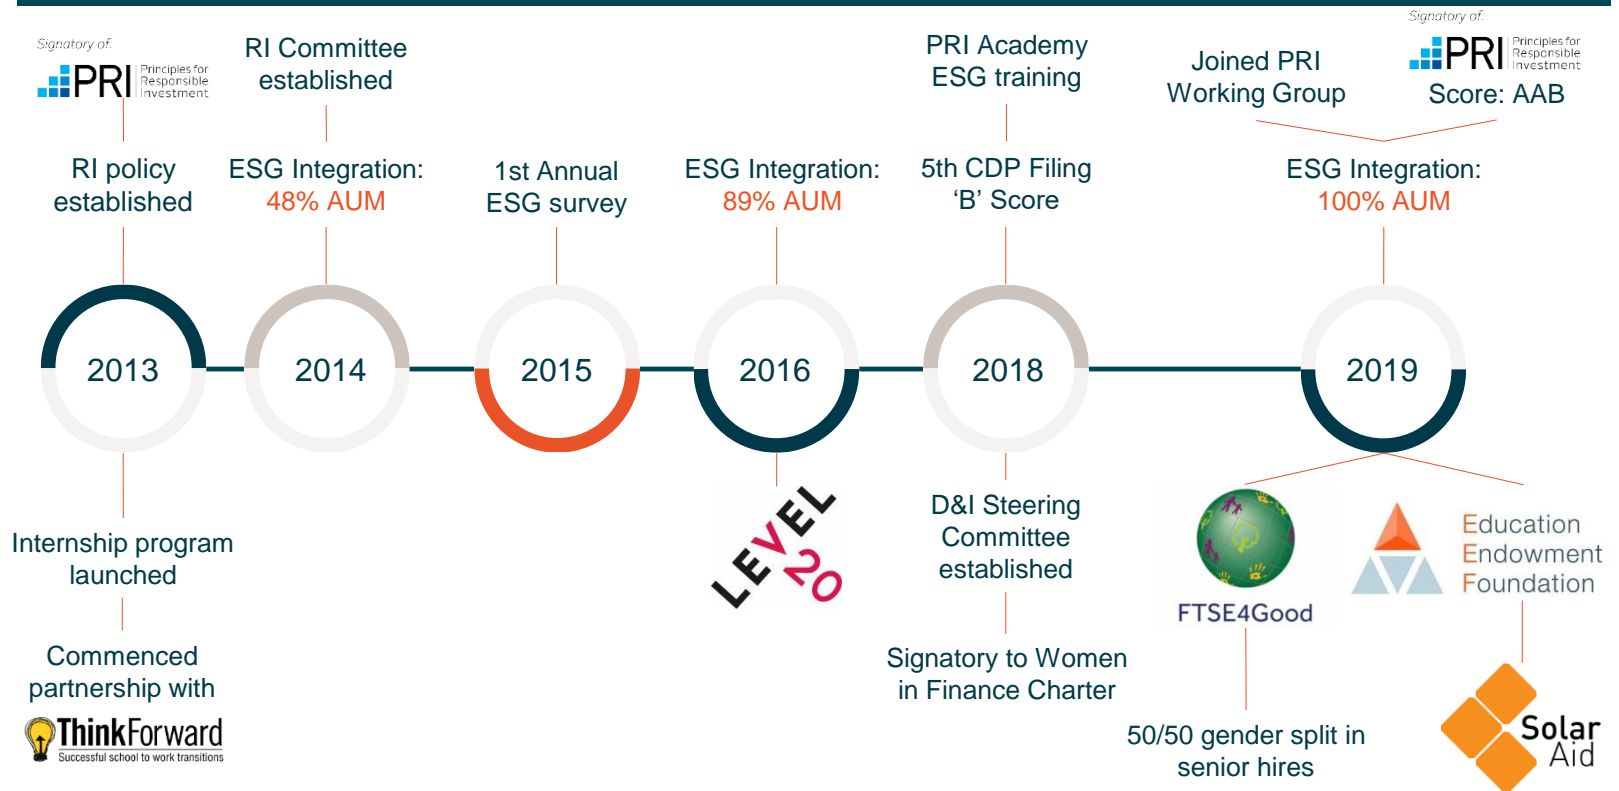 Signatory of:
PRI Principles for
Responsible
Investment
RI policy
established
2013
Internship program
launched
Commenced
partnership with
ThinkForward
Successful school to work transitions
RI Committee
established
ESG Integration:
48% AUM
2014
1st Annual
ESG survey
2015
ESG Integration:
89% AUM
2016
LEVEL
20
PRI Academy
ESG training
5th CDP Filing
‘B’ Score
2018
D&I Steering
Committee
established
Signatory to Women
in Finance Charter
Joined PRI
Working Group
Signatory of:
PRI Principles for
Responsible
Investment
Score: AAB
ESG Integration:
100% AUM
2019
FTSE4Good
50/50 gender split in
senior hires
Education
Endowment
Foundation
Solar
Aid